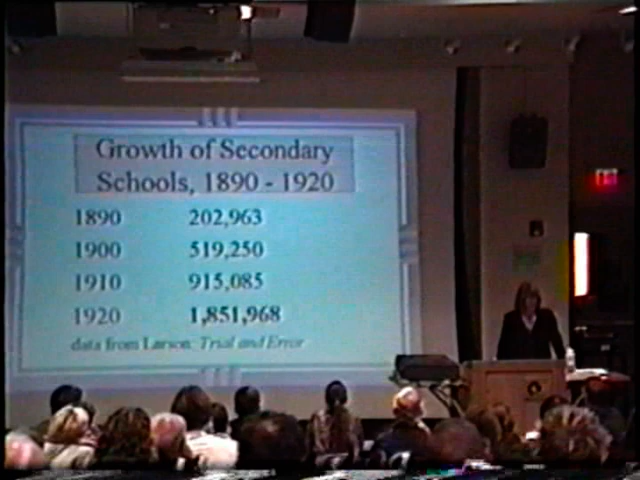 Growth of Secondary
Schools, 1890 - 1920
1890 202,963
1900 519,250
1910 915,085
1920 1,851,968
data from Larson: Trial and Error
EXIT